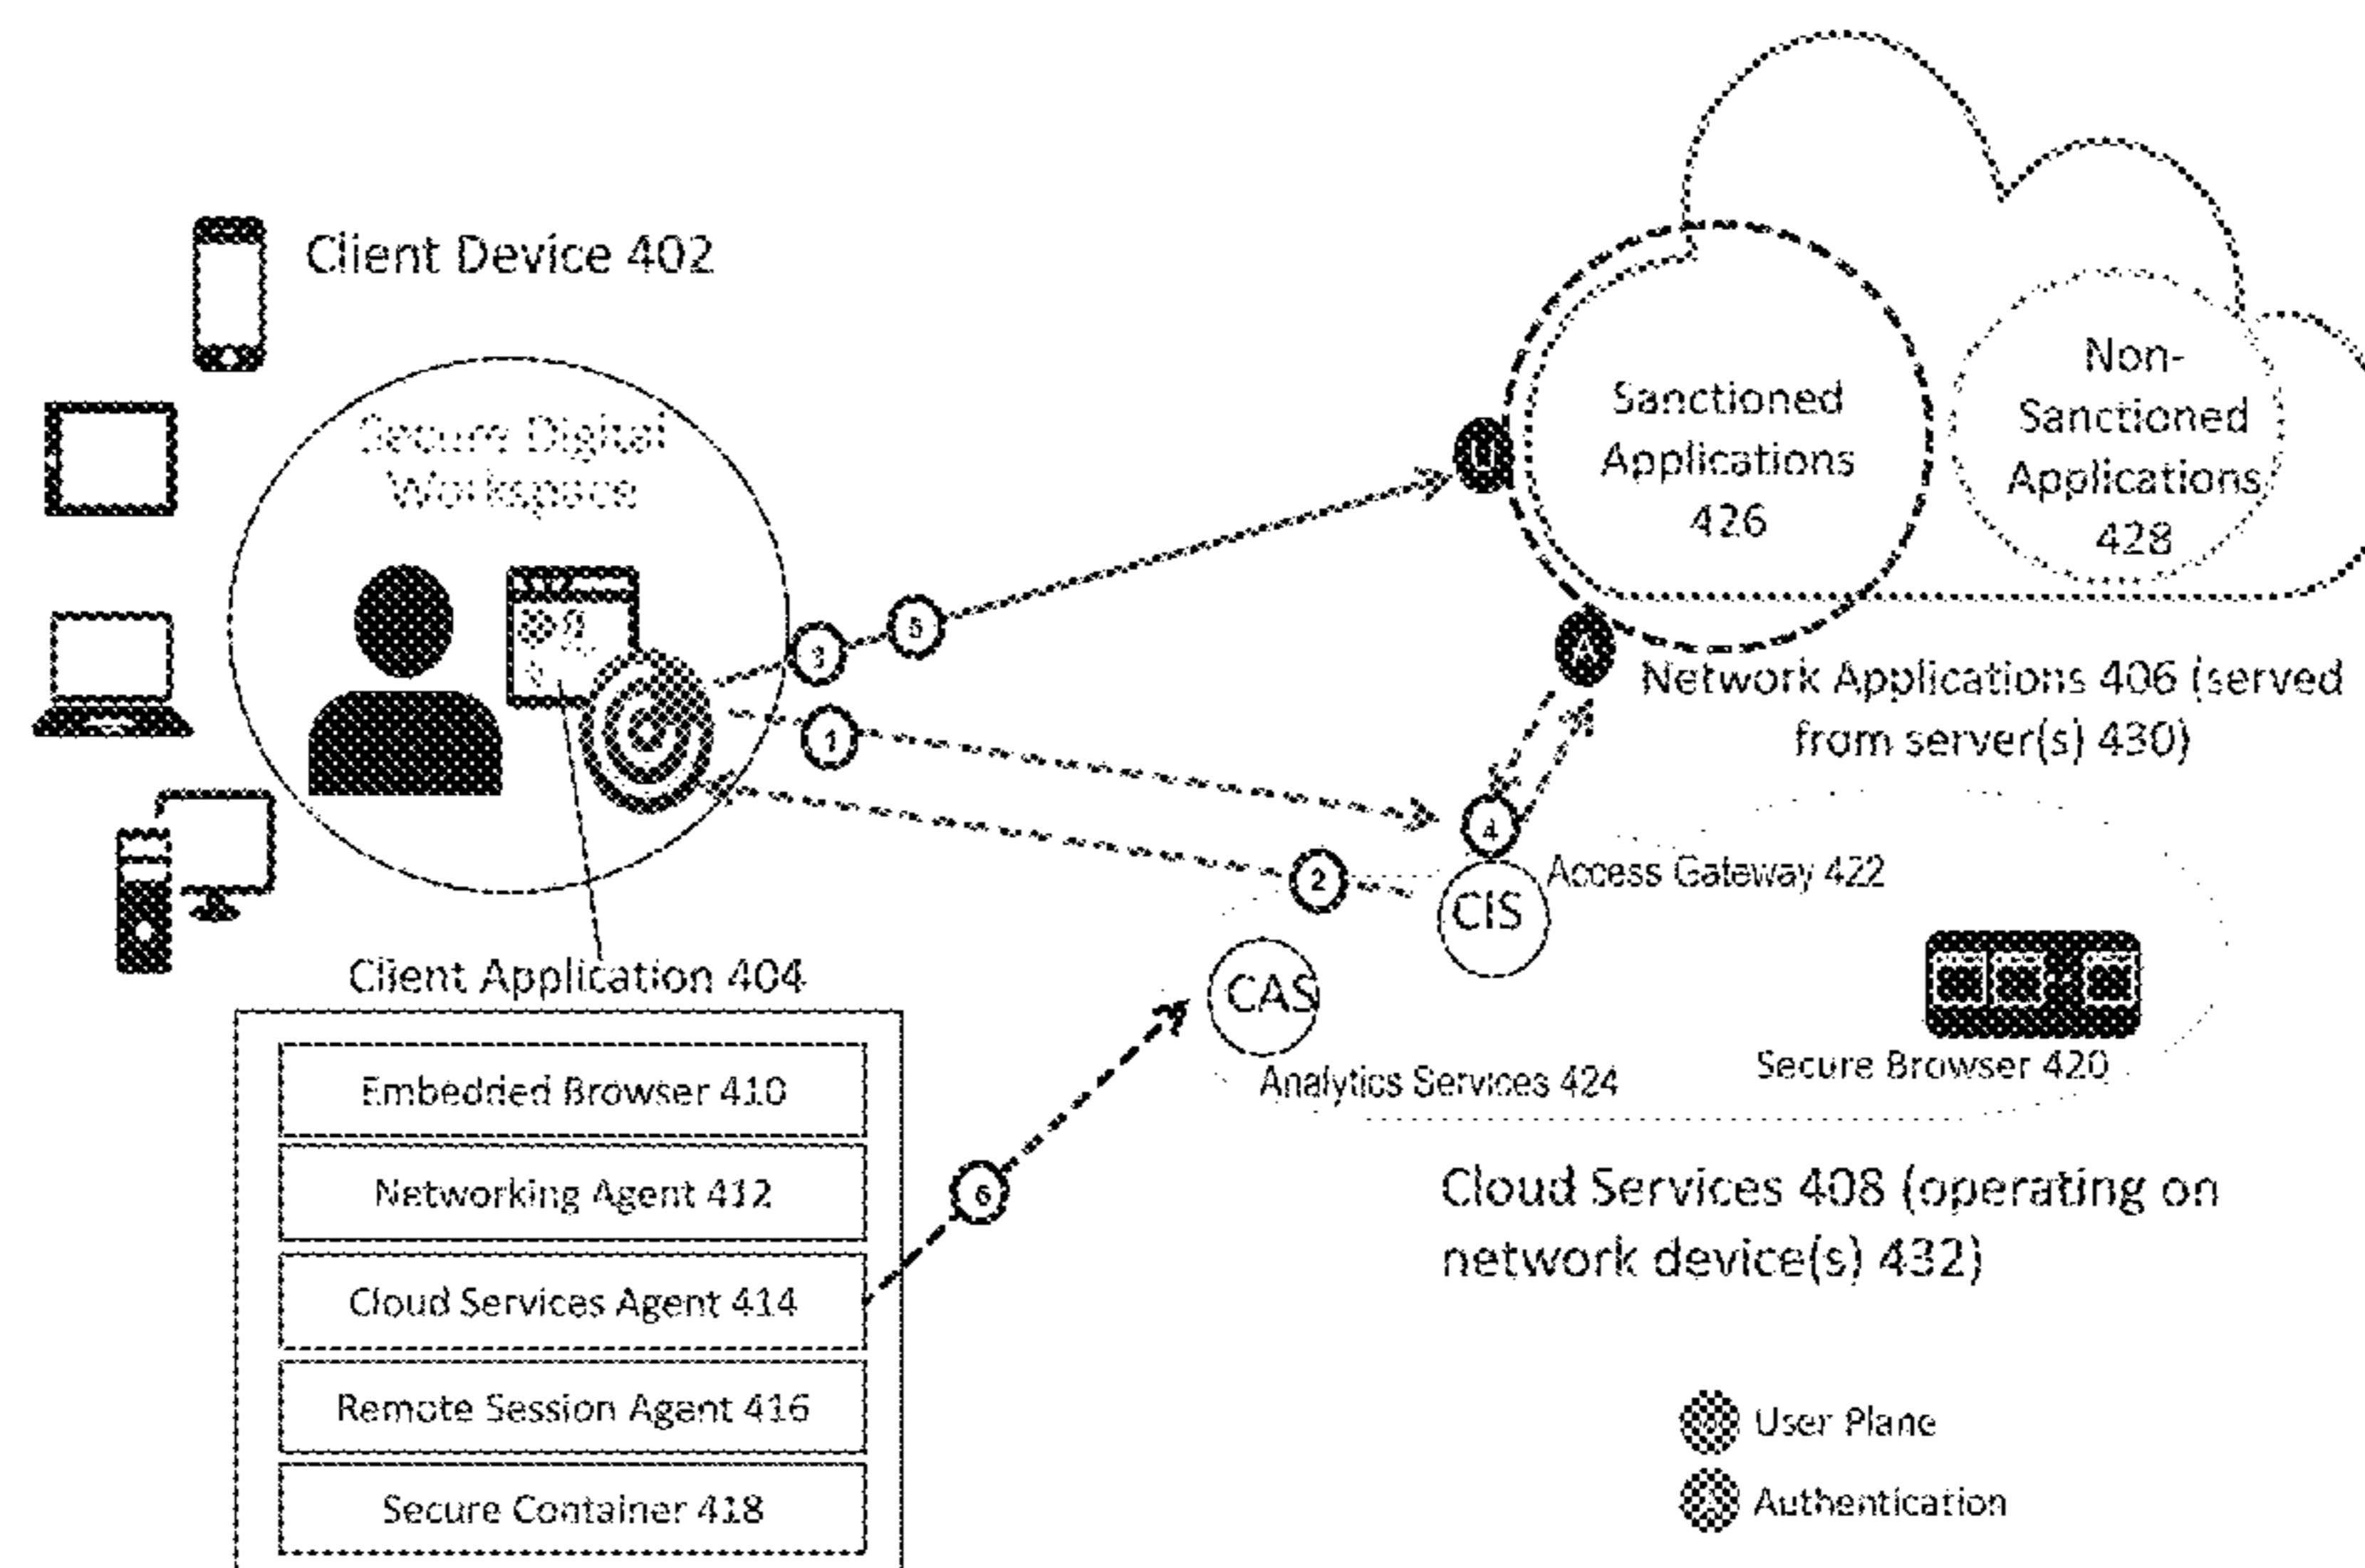 Client Device 402
Secure Digital
Workspace
Client Application 404
Embedded Browser 410
Networking Agent 412
Cloud Services Agent 414
Remote Session Agent 416
Secure Container 418
3
5
1
2
4
6
U
A
Sanctioned
Applications
426
Non-
Sanctioned
Applications
428
Network Applications 406 (served
from server(s) 430)
Access Gateway 422
CIS
CAS
Analytics Services 424
Secure Browser 420
Cloud Services 408 (operating on
network device(s) 432)
User Plane
A
Authentication